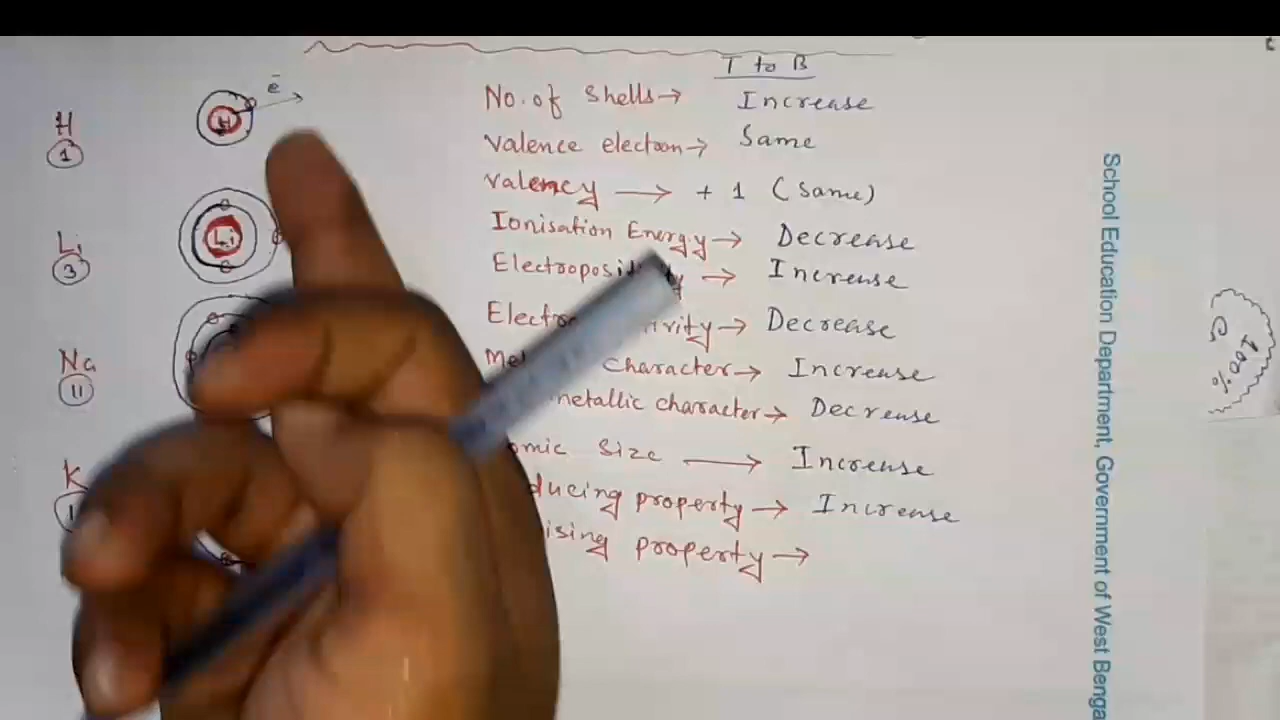 T to B
H
1
e⁻
H
No. of Shells→ Increase
Valence electron→ Same
Valency → + 1 (Same)
Li
3
Li
Ionisation Energy→ Decrease
→ Increase
→ Decrease
Na
11
character→ Increase
metallic character→ Decrease
K
Size → Increase
property→ Increase
property→
School Education Department, Government of West Benga
100%